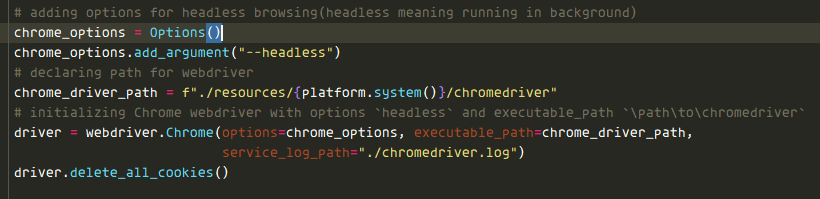 # adding options for headless browsing(headless meaning running in background)
chrome_options = Options()
chrome_options.add_argument("--headless")
# declaring path for webdriver
chrome_driver_path = f"./resources/{platform.system()}/chromedriver"
# initializing Chrome webdriver with options `headless` and executable_path `\path\to\chromedriver`
driver = webdriver.Chrome(options=chrome_options, executable_path=chrome_driver_path,
service_log_path="./chromedriver.log")
driver.delete_all_cookies()